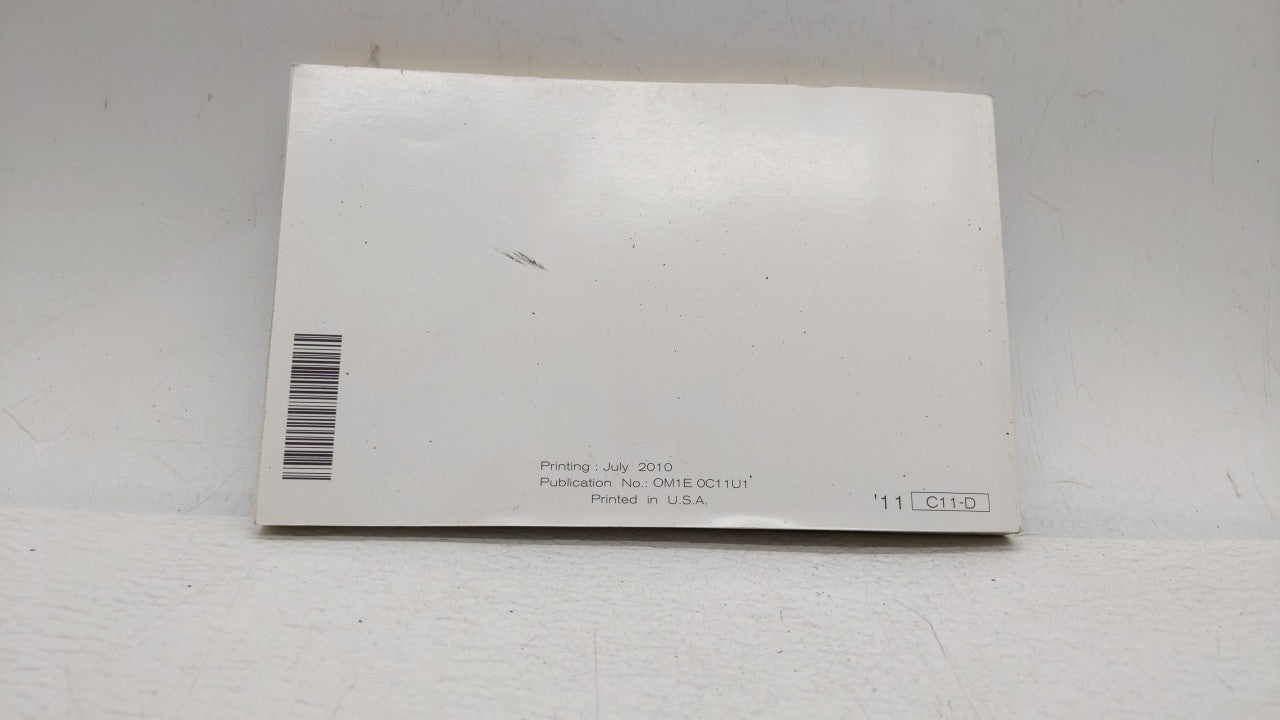 Printing : July 2010
Publication No.: OM1E 0C11U1
Printed in U.S.A.
'11 C11-D